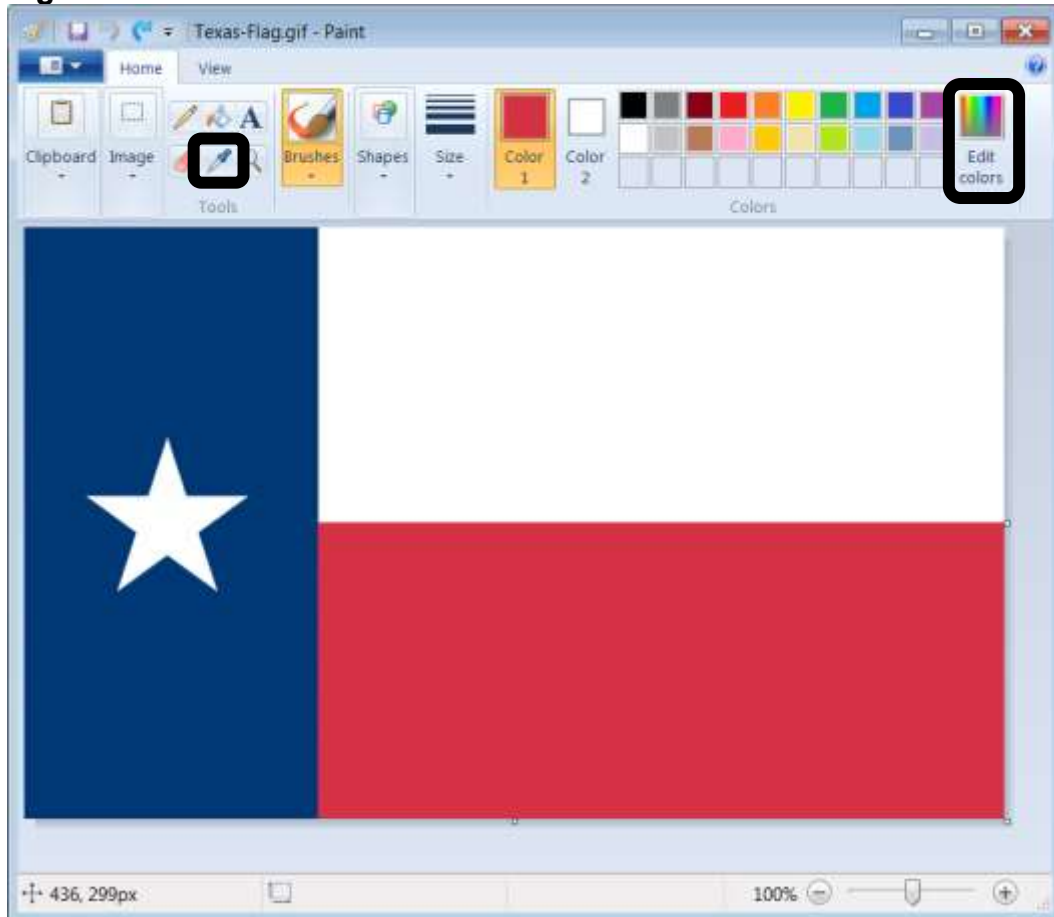 Texas-Flag.gif - Paint
Home View
A
Clipboard Image Brushes Shapes Size Color 1 Color 2 Edit colors
Tools Colors
436, 299px 100%